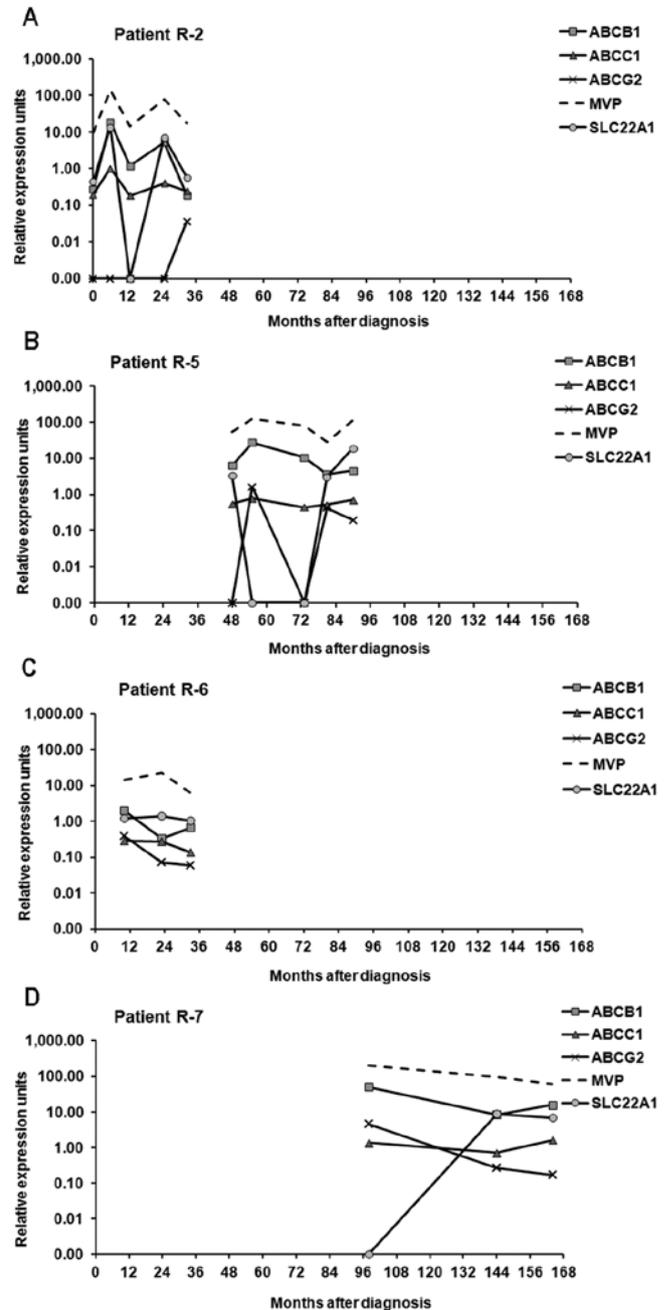 A
Patient R-2
ABCB1
ABCC1
ABCG2
MVP
SLC22A1
Relative expression units
1,000.00
100.00
10.00
1.00
0.10
0.01
0.00
0 12 24 36 48 60 72 84 96 108 120 132 144 156 168
Months after diagnosis
B
Patient R-5
ABCB1
ABCC1
ABCG2
MVP
SLC22A1
Relative expression units
1,000.00
100.00
10.00
1.00
0.10
0.01
0.00
0 12 24 36 48 60 72 84 96 108 120 132 144 156 168
Months after diagnosis
C
Patient R-6
ABCB1
ABCC1
ABCG2
MVP
SLC22A1
Relative expression units
1,000.00
100.00
10.00
1.00
0.10
0.01
0.00
0 12 24 36 48 60 72 84 96 108 120 132 144 156 168
Months after diagnosis
D
Patient R-7
ABCB1
ABCC1
ABCG2
MVP
SLC22A1
Relative expression units
1,000.00
100.00
10.00
1.00
0.10
0.01
0.00
0 12 24 36 48 60 72 84 96 108 120 132 144 156 168
Months after diagnosis